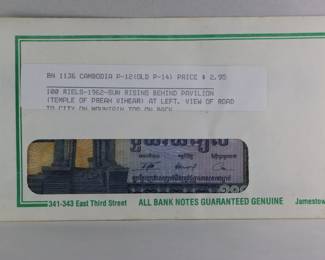 BN 1136 CAMBODIA P-12(OLD P-14) PRICE $ 2.95
100 RIELS-1962-SUN RISING BEHIND PAVILION
(TEMPLE OF PREAH VIHEAR) AT LEFT. VIEW OF ROAD
TO CITY ON MOUNTAIN TOP ON BACK
341-343 East Third Street ALL BANK NOTES GUARANTEED GENUINE Jamestow